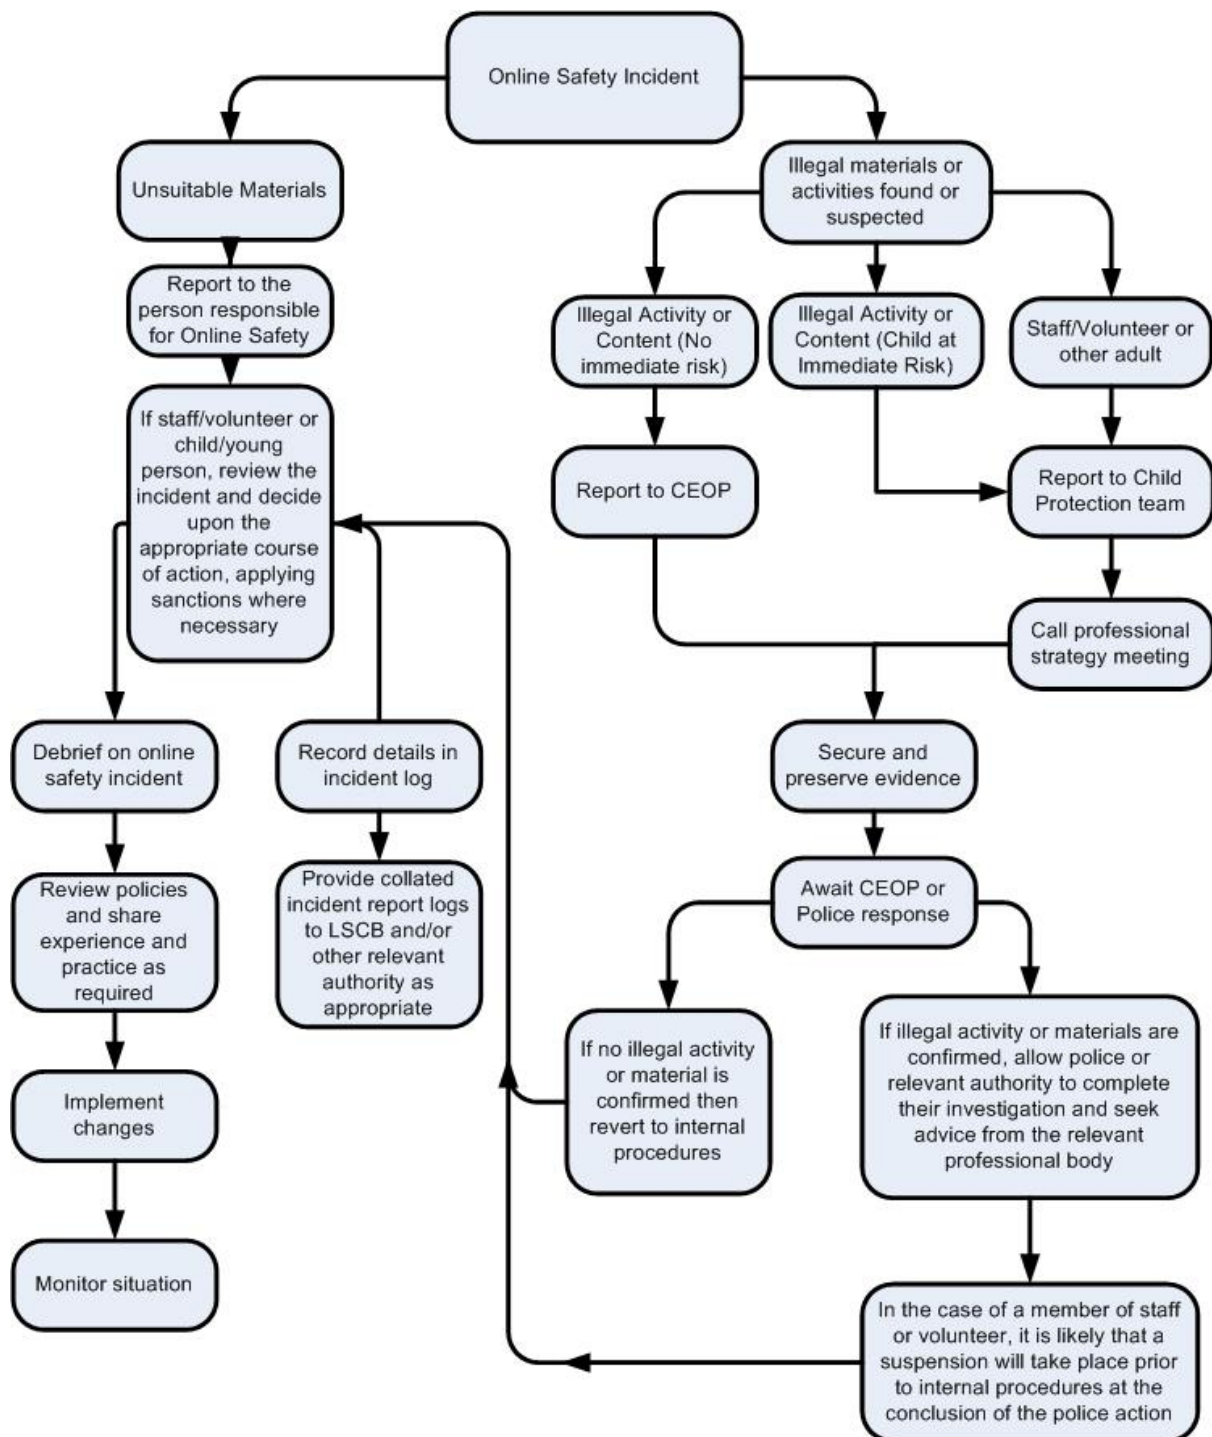 Online Safety Incident
Unsuitable Materials
Report to the
person responsible
for Online Safety
If staff/volunteer or
child/young
person, review the
incident and decide
upon the
appropriate course
of action, applying
sanctions where
necessary
Debrief on online
safety incident
Review policies
and share
experience and
practice as
required
Implement
changes
Monitor situation
Record details in
incident log
Provide collated
incident report logs
to LSCB and/or
other relevant
authority as
appropriate
Illegal materials or
activities found or
suspected
Illegal Activity or
Content (No
immediate risk)
Illegal Activity or
Content (Child at
Immediate Risk)
Staff/Volunteer or
other adult
Report to CEOP
Report to Child
Protection team
Call professional
strategy meeting
Secure and
preserve evidence
Await CEOP or
Police response
If no illegal activity
or material is
confirmed then
revert to internal
procedures
If illegal activity or materials are
confirmed, allow police or
relevant authority to complete
their investigation and seek
advice from the relevant
professional body
In the case of a member of staff
or volunteer, it is likely that a
suspension will take place prior
to internal procedures at the
conclusion of the police action